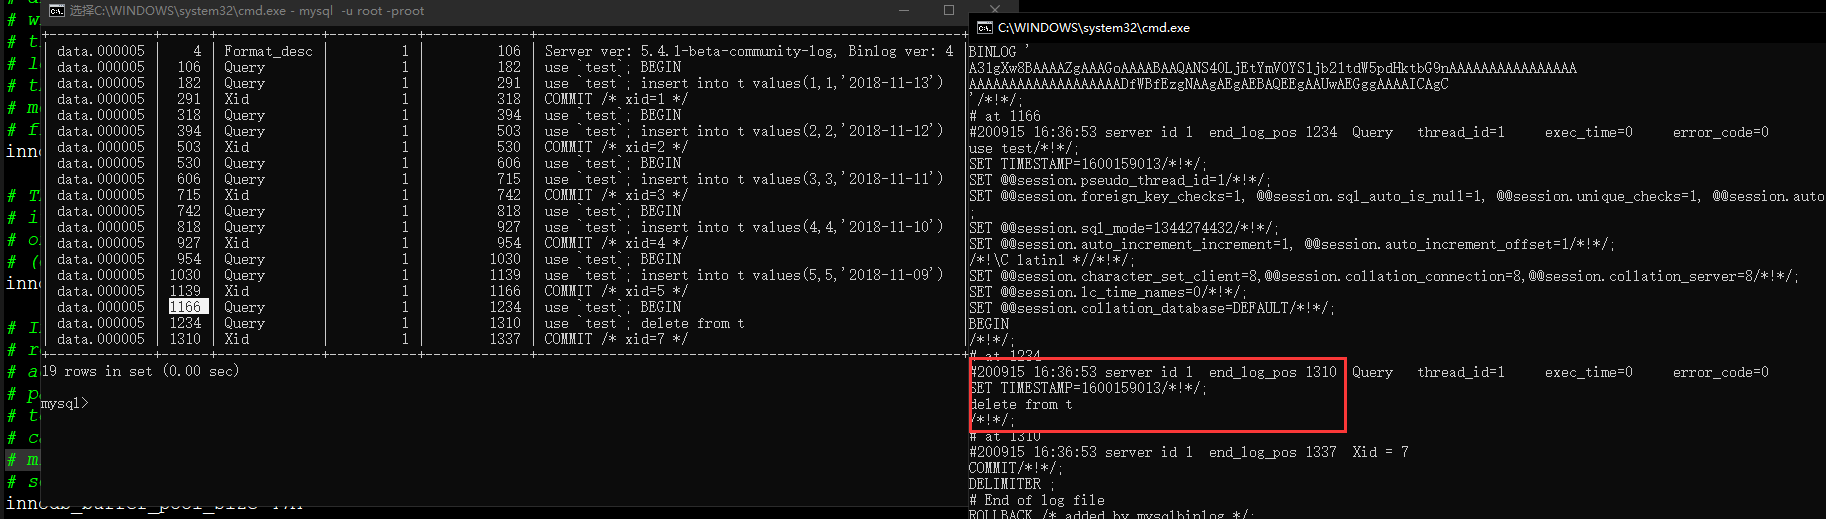 选择C:\WINDOWS\system32\cmd.exe - mysql  -u root -proot
| data.000005 |    4 | Format_desc |         1 |         106 | Server ver: 5.4.1-beta-community-log, Binlog ver: 4 |
| data.000005 |  106 | Query       |         1 |         182 | use `test`; BEGIN
| data.000005 |  182 | Query       |         1 |         291 | use `test`; insert into t values(1,1,'2018-11-13')
| data.000005 |  291 | Xid         |         1 |         318 | COMMIT /* xid=1 */
| data.000005 |  318 | Query       |         1 |         394 | use `test`; BEGIN
| data.000005 |  394 | Query       |         1 |         503 | use `test`; insert into t values(2,2,'2018-11-12')
| data.000005 |  503 | Xid         |         1 |         530 | COMMIT /* xid=2 */
| data.000005 |  530 | Query       |         1 |         606 | use `test`; BEGIN
| data.000005 |  606 | Query       |         1 |         715 | use `test`; insert into t values(3,3,'2018-11-11')
| data.000005 |  715 | Xid         |         1 |         742 | COMMIT /* xid=3 */
| data.000005 |  742 | Query       |         1 |         818 | use `test`; BEGIN
| data.000005 |  818 | Query       |         1 |         927 | use `test`; insert into t values(4,4,'2018-11-10')
| data.000005 |  927 | Xid         |         1 |         954 | COMMIT /* xid=4 */
| data.000005 |  954 | Query       |         1 |        1030 | use `test`; BEGIN
| data.000005 | 1030 | Query       |         1 |        1139 | use `test`; insert into t values(5,5,'2018-11-09')
| data.000005 | 1139 | Xid         |         1 |        1166 | COMMIT /* xid=5 */
| data.000005 | 1166 | Query       |         1 |        1234 | use `test`; BEGIN
| data.000005 | 1234 | Query       |         1 |        1310 | use `test`; delete from t
| data.000005 | 1310 | Xid         |         1 |        1337 | COMMIT /* xid=7 */
19 rows in set (0.00 sec)
mysql>
C:\WINDOWS\system32\cmd.exe
BINLOG '
A31gXw8BAAAAZgAAAGoAAAABAAQANS40LjEtYmV0YS1jb21tdW5pdHktbG9nAAAAAAAAAAAAAAAA
AAAAAAAAAAAAAAAAAAADfWBfEzgNAAgAEgAEBAQEEgAAUwAEGggAAAAICAgC
'/*!*/;
# at 1166
#200915 16:36:53 server id 1  end_log_pos 1234  Query   thread_id=1     exec_time=0     error_code=0
use test/*!*/;
SET TIMESTAMP=1600159013/*!*/;
SET @@session.pseudo_thread_id=1/*!*/;
SET @@session.foreign_key_checks=1, @@session.sql_auto_is_null=1, @@session.unique_checks=1, @@session.auto
;
SET @@session.sql_mode=1344274432/*!*/;
SET @@session.auto_increment_increment=1, @@session.auto_increment_offset=1/*!*/;
/*!\C latin1 *//*!*/;
SET @@session.character_set_client=8,@@session.collation_connection=8,@@session.collation_server=8/*!*/;
SET @@session.lc_time_names=0/*!*/;
SET @@session.collation_database=DEFAULT/*!*/;
BEGIN
/*!*/;
# at 1234
#200915 16:36:53 server id 1  end_log_pos 1310  Query   thread_id=1     exec_time=0     error_code=0
SET TIMESTAMP=1600159013/*!*/;
delete from t
/*!*/;
# at 1310
#200915 16:36:53 server id 1  end_log_pos 1337  Xid = 7
COMMIT/*!*/;
DELIMITER ;
# End of log file
ROLLBACK /* added by mysqlbinlog */;